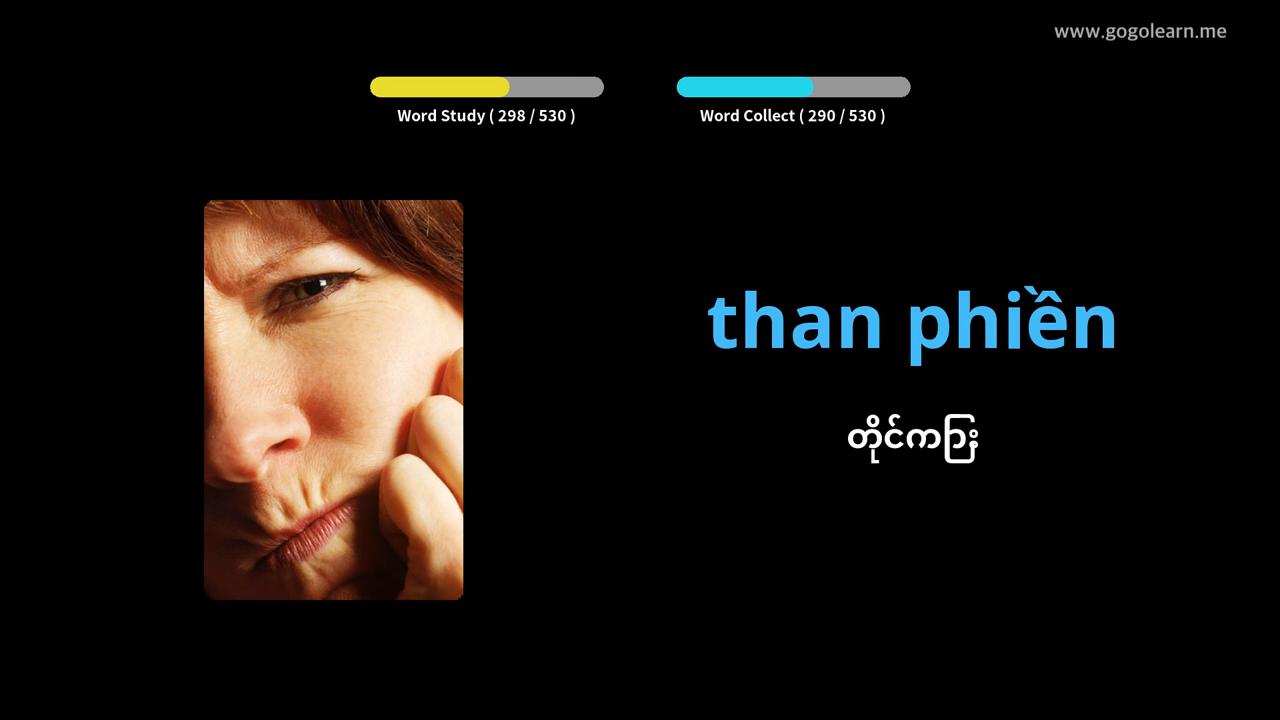 www.gogolearn.me
Word Study ( 298 / 530 )
Word Collect ( 290 / 530 )
than phiền
တိုင်ကြား